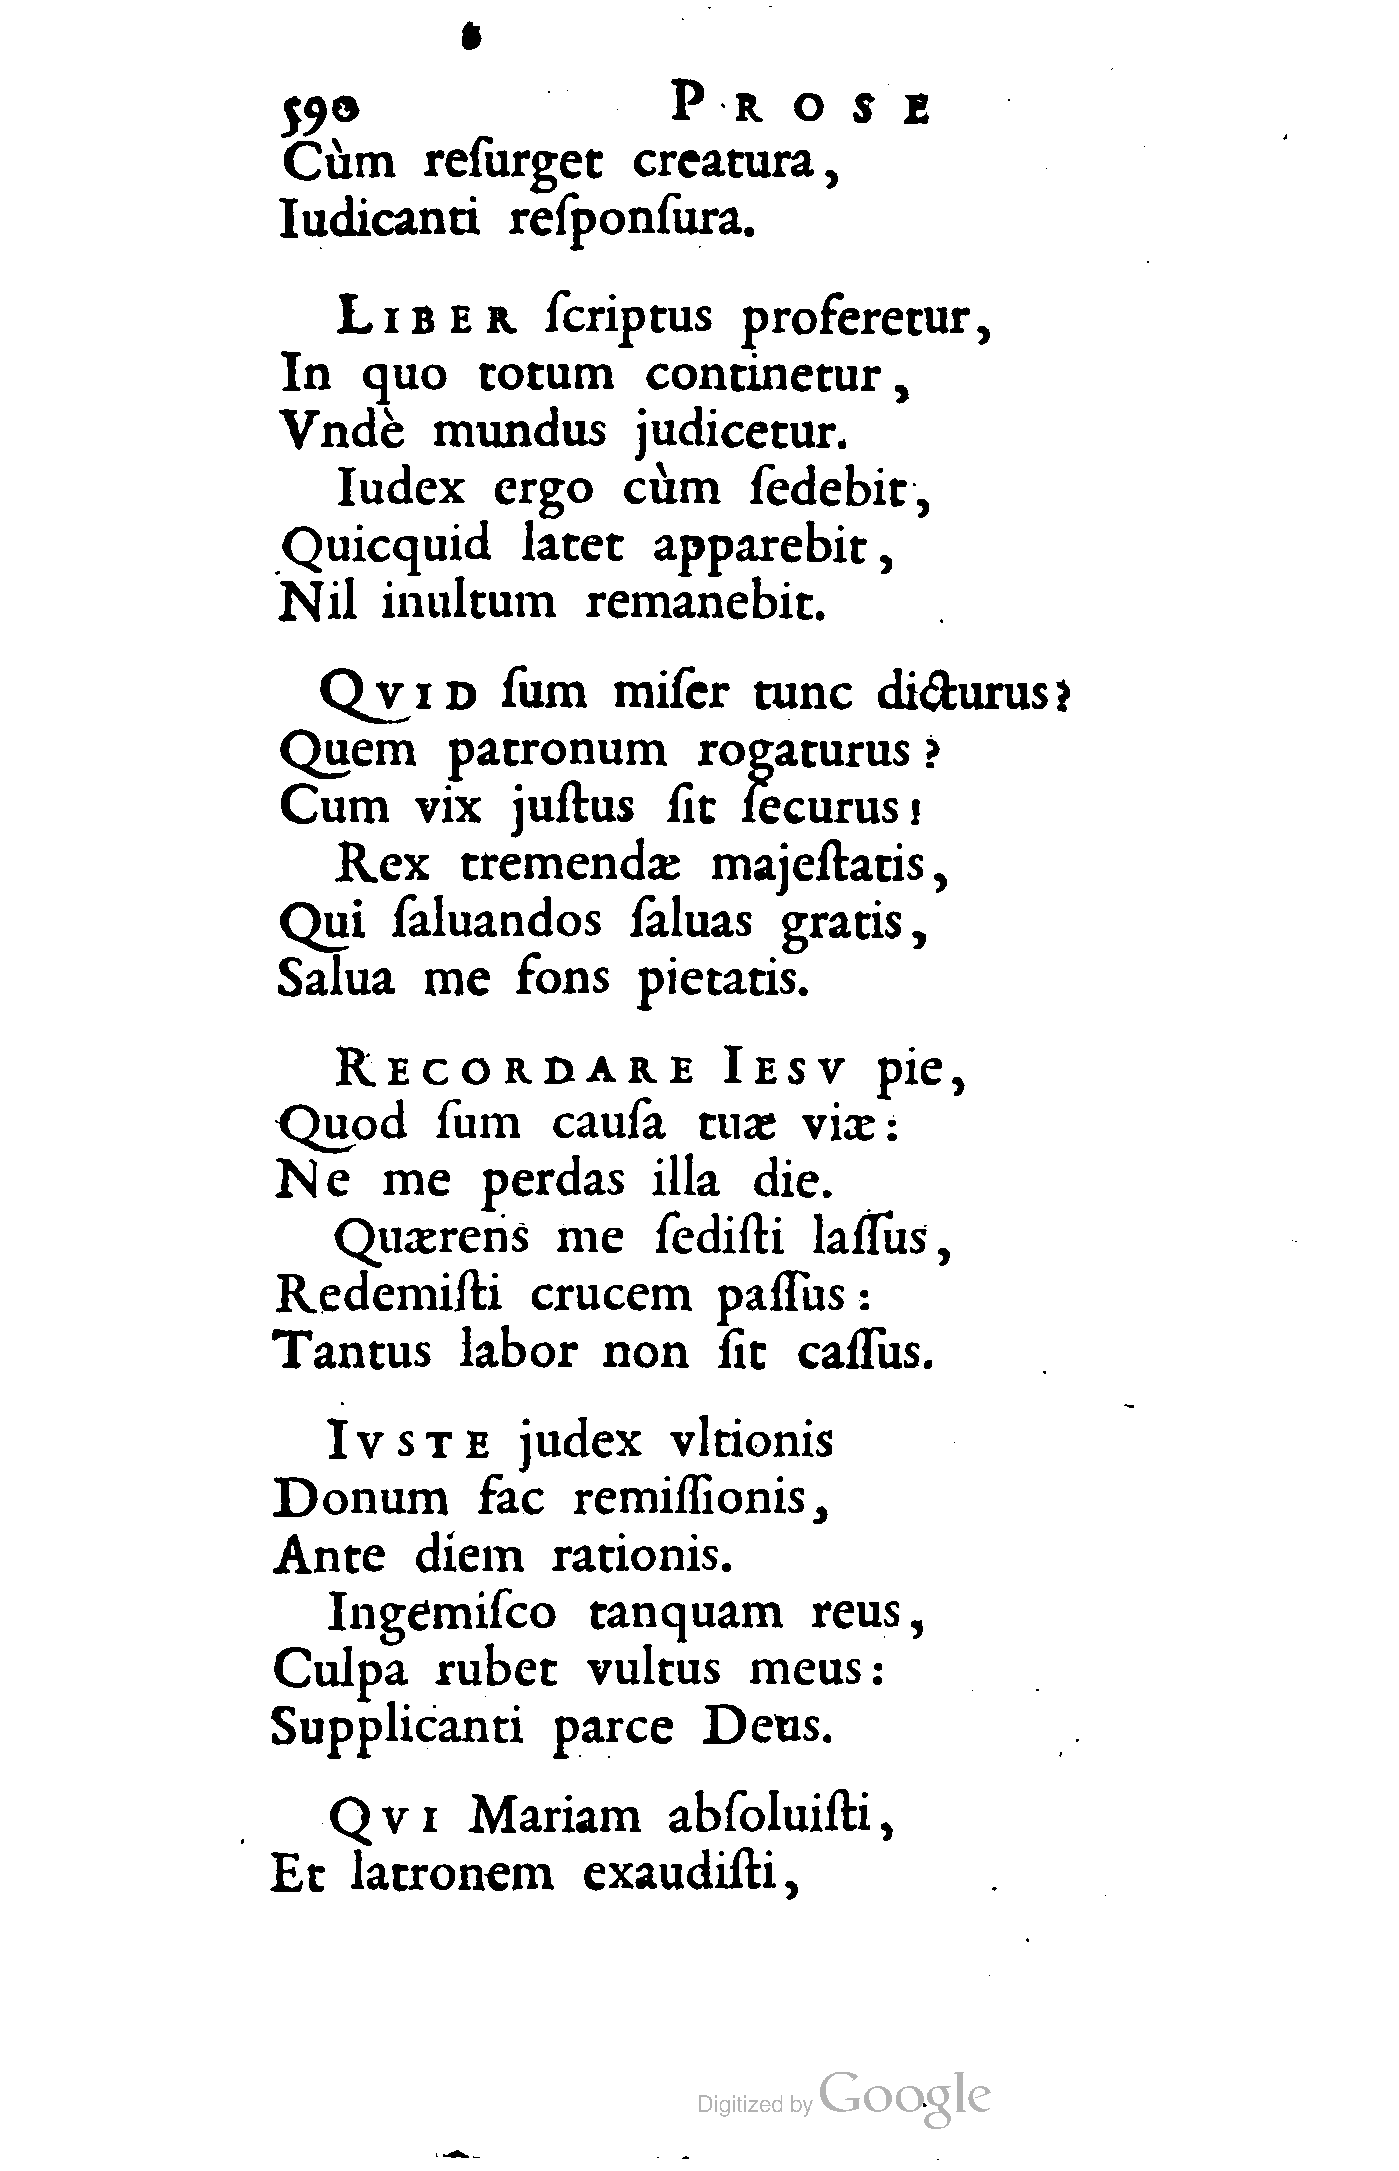 590 PROSE
Cùm reſurget creatura,
Iudicanti reſponſura.
LIBER ſcriptus proferetur,
In quo totum continetur,
Vndè mundus judicetur.
Iudex ergo cùm ſedebit,
Quicquid latet apparebit,
Nil inultum remanebit.
QVID ſum miſer tunc dicturus?
Quem patronum rogaturus?
Cum vix juſtus ſit ſecurus!
Rex tremendæ majeſtatis,
Qui ſaluandos ſaluas gratis,
Salua me fons pietatis.
RECORDARE IESV pie,
Quod ſum cauſa tuæ viæ:
Ne me perdas illa die.
Quærens me ſediſti laſſus,
Redemiſti crucem paſſus:
Tantus labor non ſit caſſus.
IVSTE judex vltionis
Donum fac remiſſionis,
Ante diem rationis.
Ingemiſco tanquam reus,
Culpa rubet vultus meus:
Supplicanti parce Deus.
QVI Mariam abſoluiſti,
Et latronem exaudiſti,
Digitized by Google